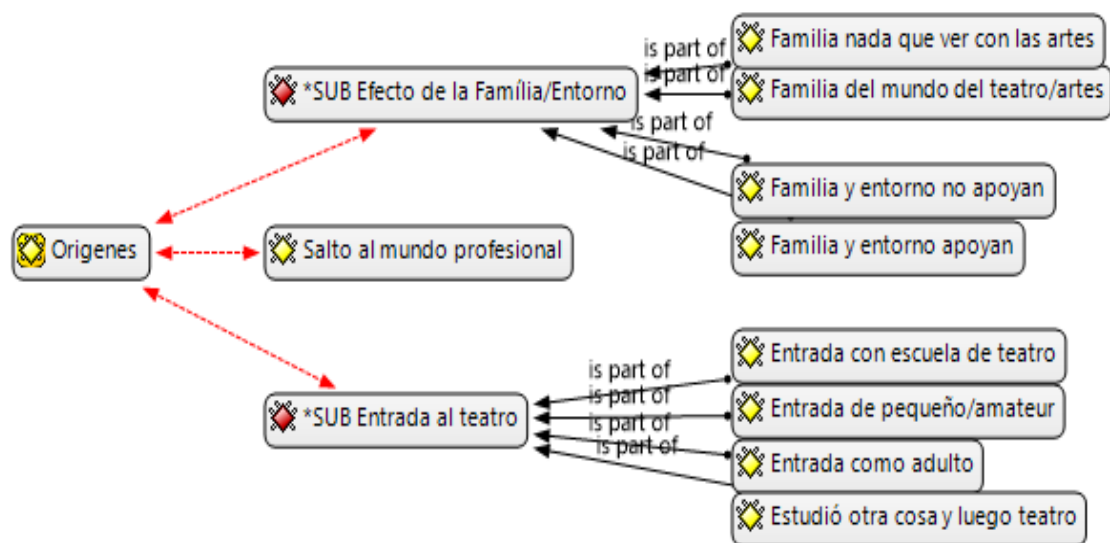 Familia nada que ver con las artes
is part of
*SUB Efecto de la Família/Entorno
is part of
Familia del mundo del teatro/artes
is part of
is part of
Familia y entorno no apoyan
Origenes
Salto al mundo profesional
Familia y entorno apoyan
Entrada con escuela de teatro
is part of
is part of
Entrada de pequeño/amateur
*SUB Entrada al teatro
is part of
is part of
Entrada como adulto
Estudió otra cosa y luego teatro